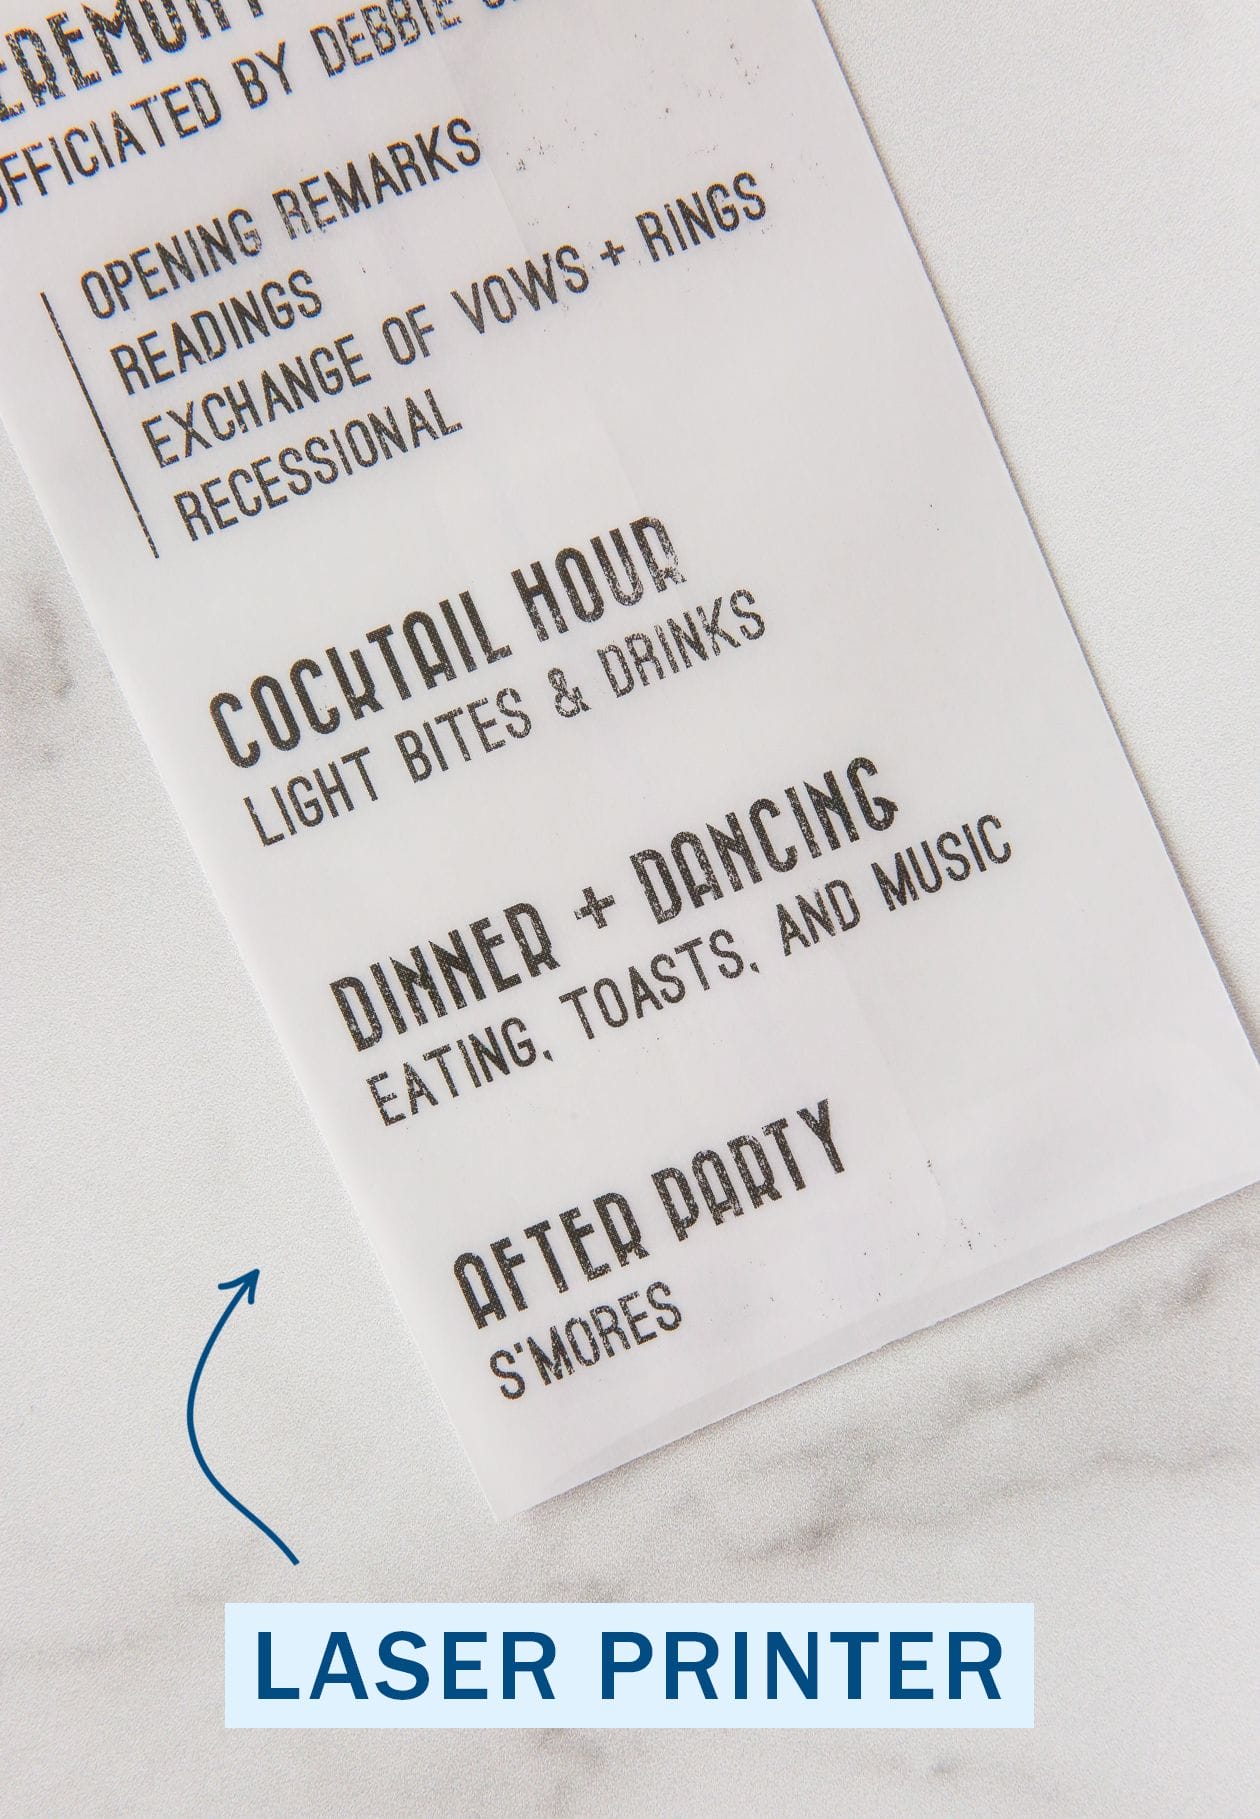 OFFICIATED BY DEBBIE
OPENING REMARKS
READINGS
EXCHANGE OF VOWS + RINGS
RECESSIONAL
COCKTAIL HOUR
LIGHT BITES & DRINKS
DINNER + DANCING
EATING, TOASTS, AND MUSIC
AFTER PARTY
S'MORES
LASER PRINTER